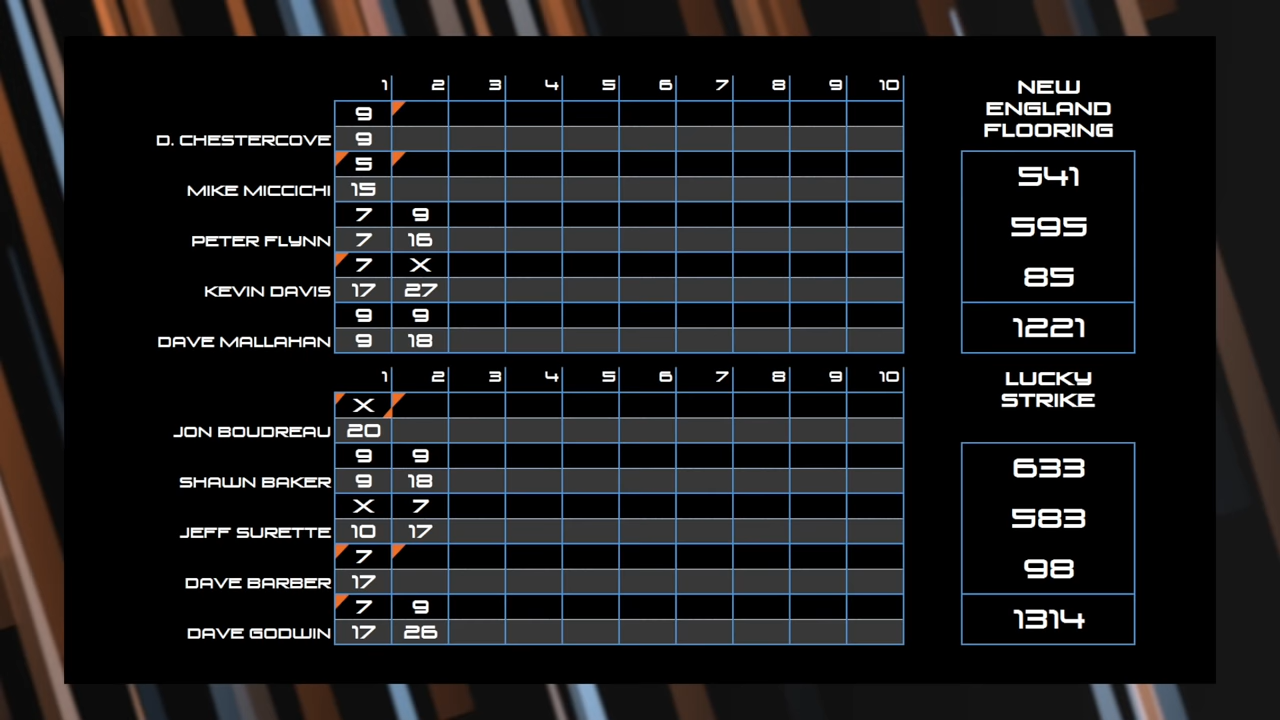 1 2 3 4 5 6 7 8 9 10
9
D. CHESTERCOVE 9
5
MIKE MICCICHI 15
7 9
PETER FLYNN 7 16
7 X
KEVIN DAVIS 17 27
9 9
DAVE MALLAHAN 9 18
NEW
ENGLAND
FLOORING
541
595
85
1221
1 2 3 4 5 6 7 8 9 10
X
JON BOUDREAU 20
9 9
SHAWN BAKER 9 18
X 7
JEFF SURETTE 10 17
7
DAVE BARBER 17
7 9
DAVE GODWIN 17 26
LUCKY
STRIKE
633
583
98
1314